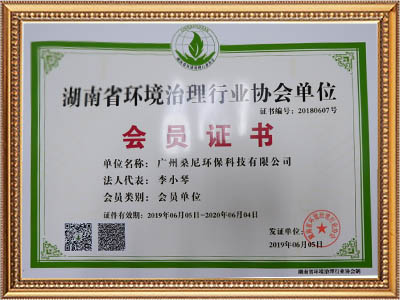 湖南省环境治理行业协会单位
证书编号：20180607号
会员证书
单位名称：广州桑尼环保科技有限公司
法人代表：李小琴
会员类别：会员单位
证件有效期：2019年06月05日~2020年06月04日
发证单位：
2019年06月05日
湖南省环境治理行业协会制